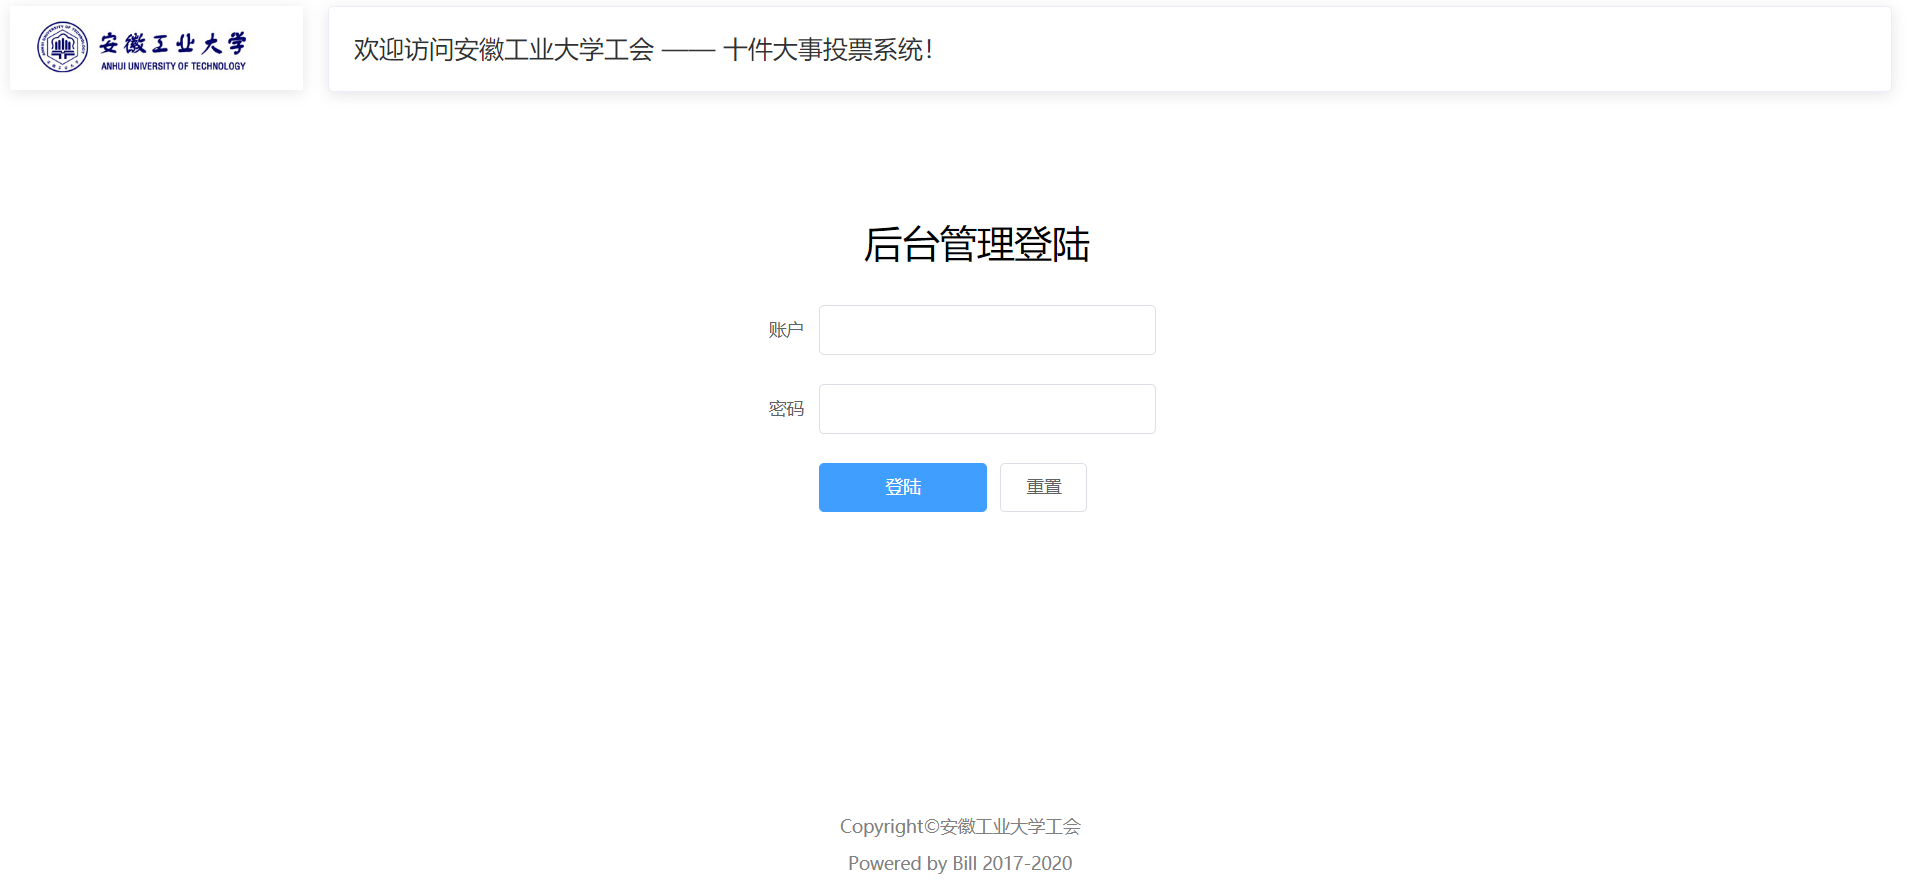 安徽工业大学
ANHUI UNIVERSITY OF TECHNOLOGY
欢迎访问安徽工业大学工会 —— 十件大事投票系统！
后台管理登陆
账户
密码
登陆 重置
Copyright©安徽工业大学工会
Powered by Bill 2017-2020